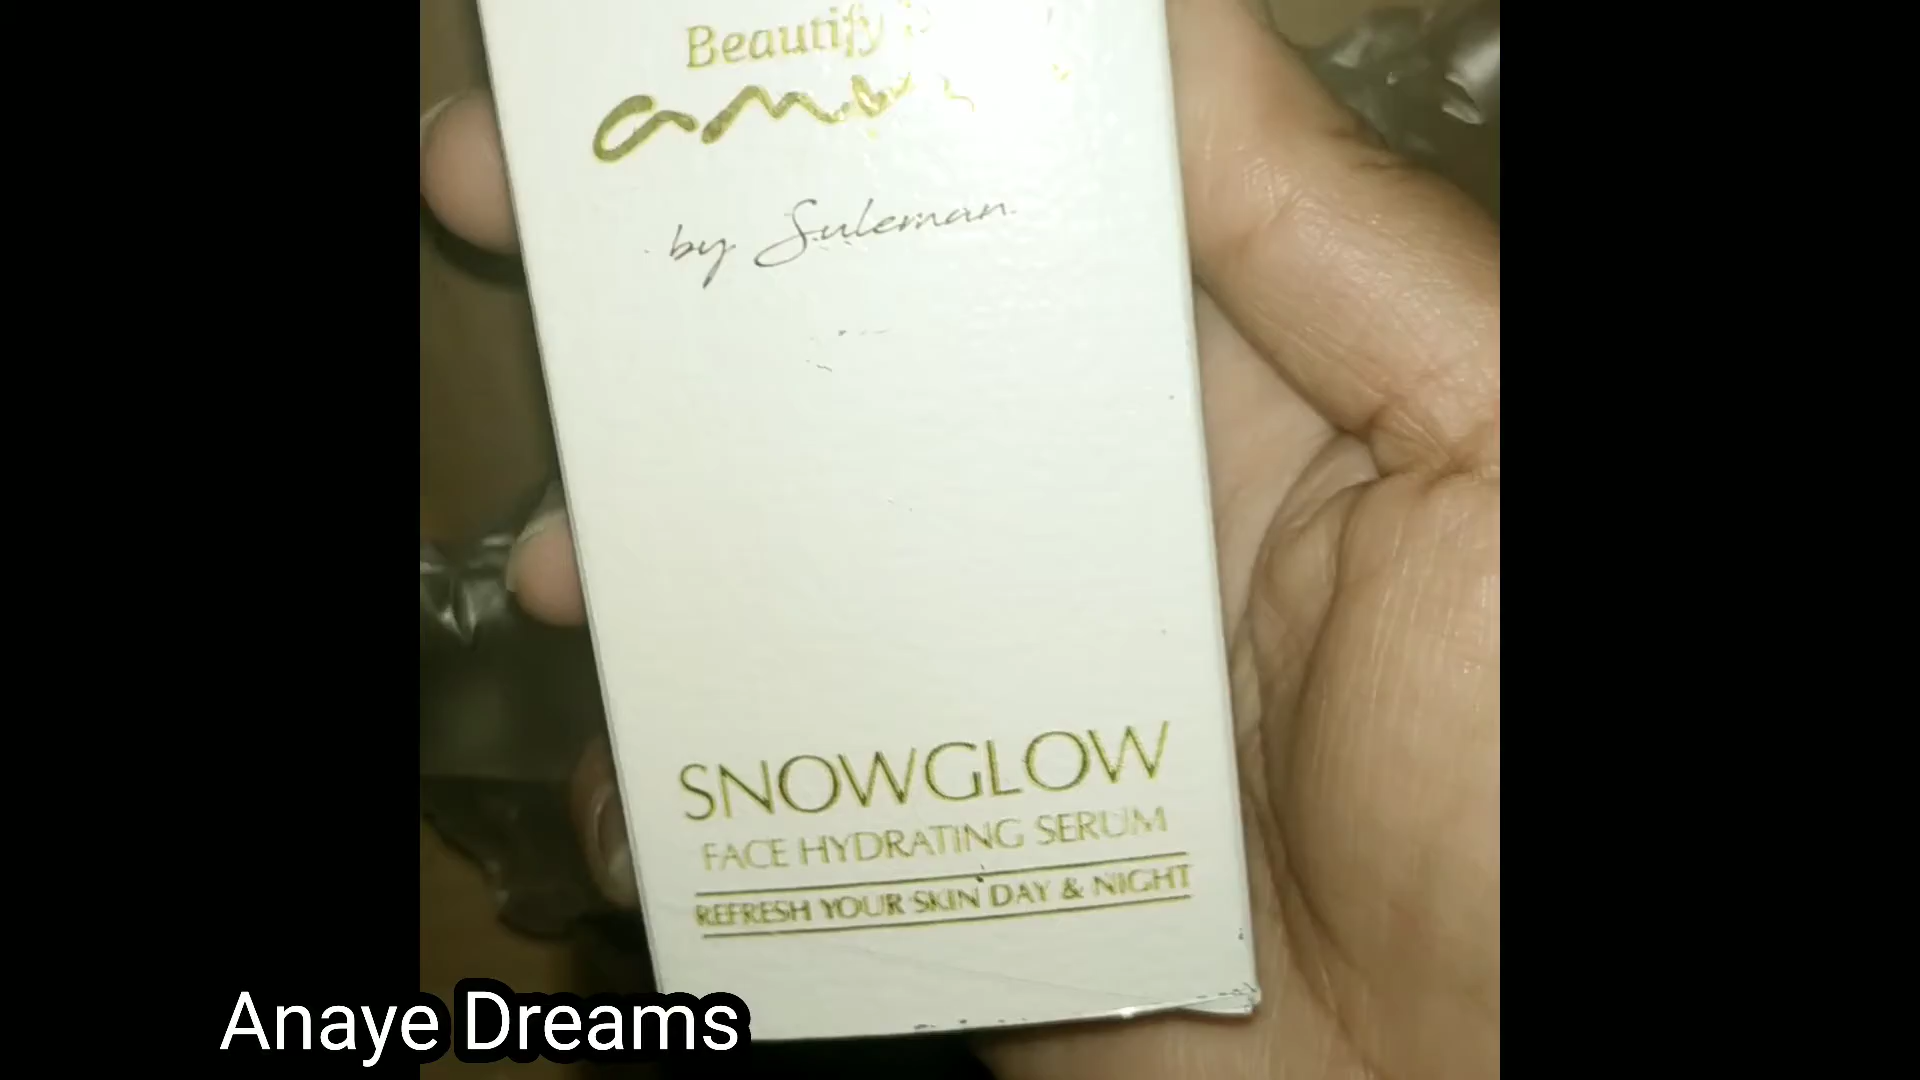 Beautify
by Suleman
SNOWGLOW
FACE HYDRATING SERUM
REFRESH YOUR SKIN DAY & NIGHT
Anaye Dreams